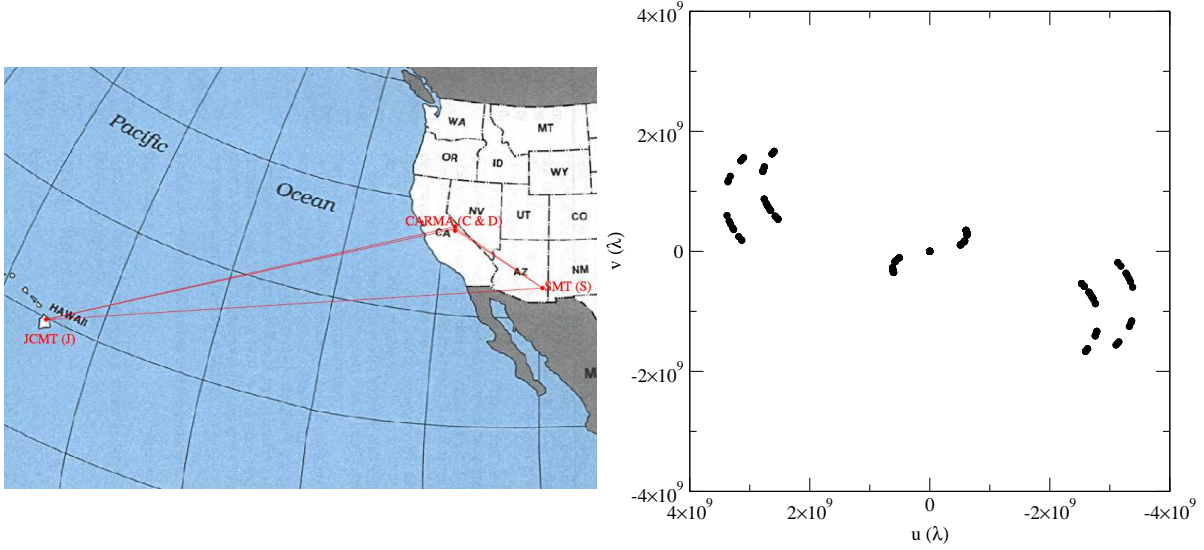 Pacific
Ocean
WA
MT
OR
ID
WY
NV
UT
CO
CARMA (C & D)
CA
AZ
NM
SMT (S)
HAWAII
JCMT (J)
M
4×10⁹
2×10⁹
0
-2×10⁹
-4×10⁹
v (λ)
4×10⁹
2×10⁹
0
-2×10⁹
-4×10⁹
u (λ)